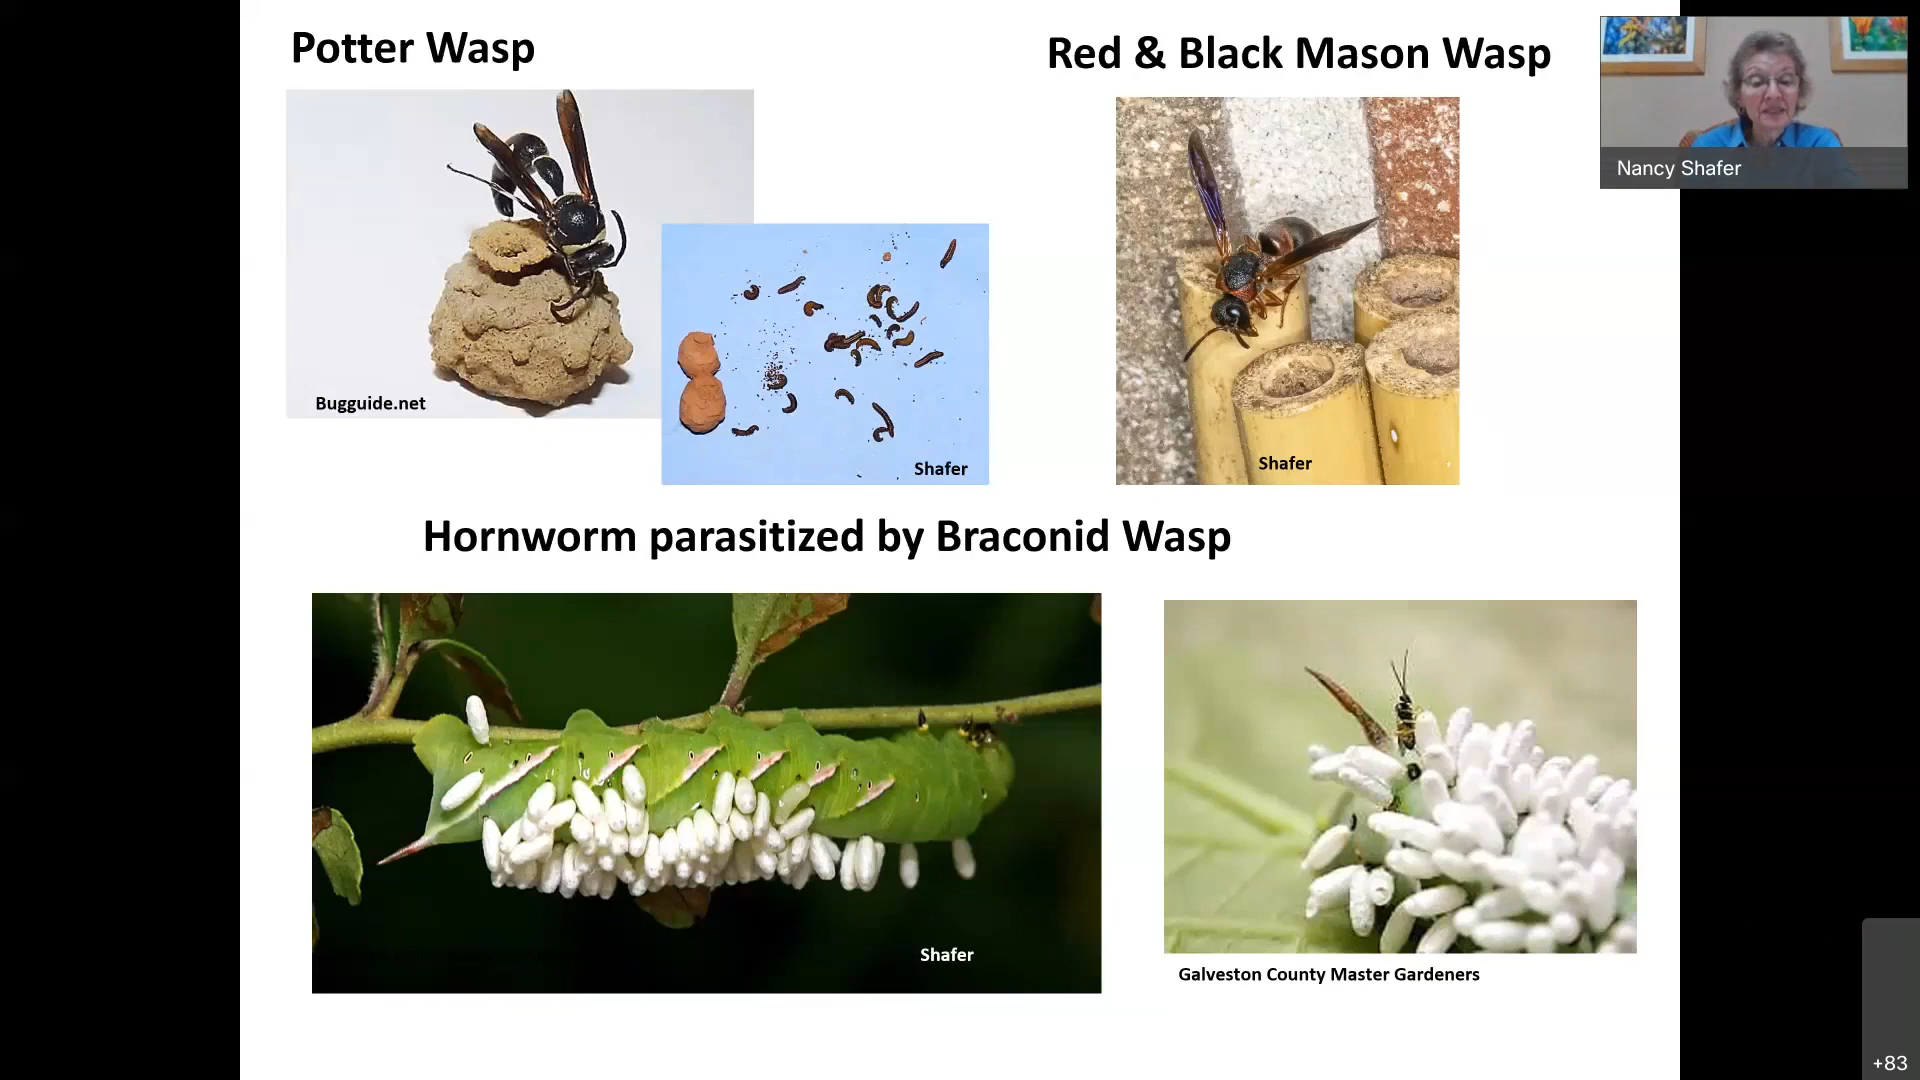 Potter Wasp
Red & Black Mason Wasp
Nancy Shafer
Bugguide.net
Shafer
Shafer
Hornworm parasitized by Braconid Wasp
Shafer
Galveston County Master Gardeners
+83